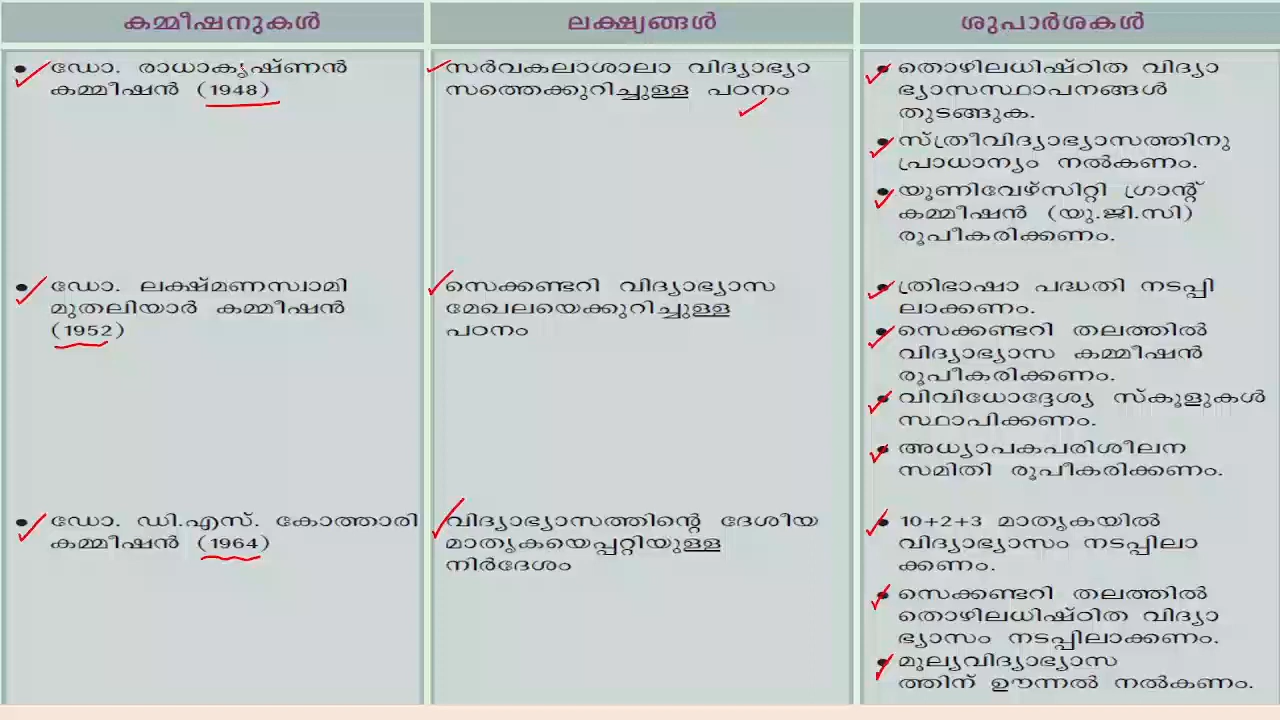 കമ്മീഷനുകൾ
ലക്ഷ്യങ്ങൾ
ശുപാർശകൾ
• ഡോ. രാധാകൃഷ്ണൻ
കമ്മീഷൻ (1948)
സർവകലാശാലാ വിദ്യാഭ്യാ
സത്തെക്കുറിച്ചുള്ള പഠനം
• തൊഴിലധിഷ്ഠിത വിദ്യാ
ഭ്യാസസ്ഥാപനങ്ങൾ
തുടങ്ങുക.
• സ്ത്രീവിദ്യാഭ്യാസത്തിനു
പ്രാധാന്യം നൽകണം.
• യൂണിവേഴ്സിറ്റി ഗ്രാന്റ്
കമ്മീഷൻ (യു.ജി.സി)
രൂപീകരിക്കണം.
• ഡോ. ലക്ഷ്മണസ്വാമി
മുതലിയാർ കമ്മീഷൻ
(1952)
സെക്കണ്ടറി വിദ്യാഭ്യാസ
മേഖലയെക്കുറിച്ചുള്ള
പഠനം
• ത്രിഭാഷാ പദ്ധതി നടപ്പി
ലാക്കണം.
• സെക്കണ്ടറി തലത്തിൽ
വിദ്യാഭ്യാസ കമ്മീഷൻ
രൂപീകരിക്കണം.
• വിവിധോദ്ദേശ്യ സ്കൂളുകൾ
സ്ഥാപിക്കണം.
• അധ്യാപകപരിശീലന
സമിതി രൂപീകരിക്കണം.
• ഡോ. ഡി.എസ്. കോത്താരി
കമ്മീഷൻ (1964)
വിദ്യാഭ്യാസത്തിന്റെ ദേശീയ
മാതൃകയെപ്പറ്റിയുള്ള
നിർദേശം
• 10+2+3 മാതൃകയിൽ
വിദ്യാഭ്യാസം നടപ്പിലാ
ക്കണം.
• സെക്കണ്ടറി തലത്തിൽ
തൊഴിലധിഷ്ഠിത വിദ്യാ
ഭ്യാസം നടപ്പിലാക്കണം.
• മൂല്യവിദ്യാഭ്യാസ
ത്തിന് ഊന്നൽ നൽകണം.